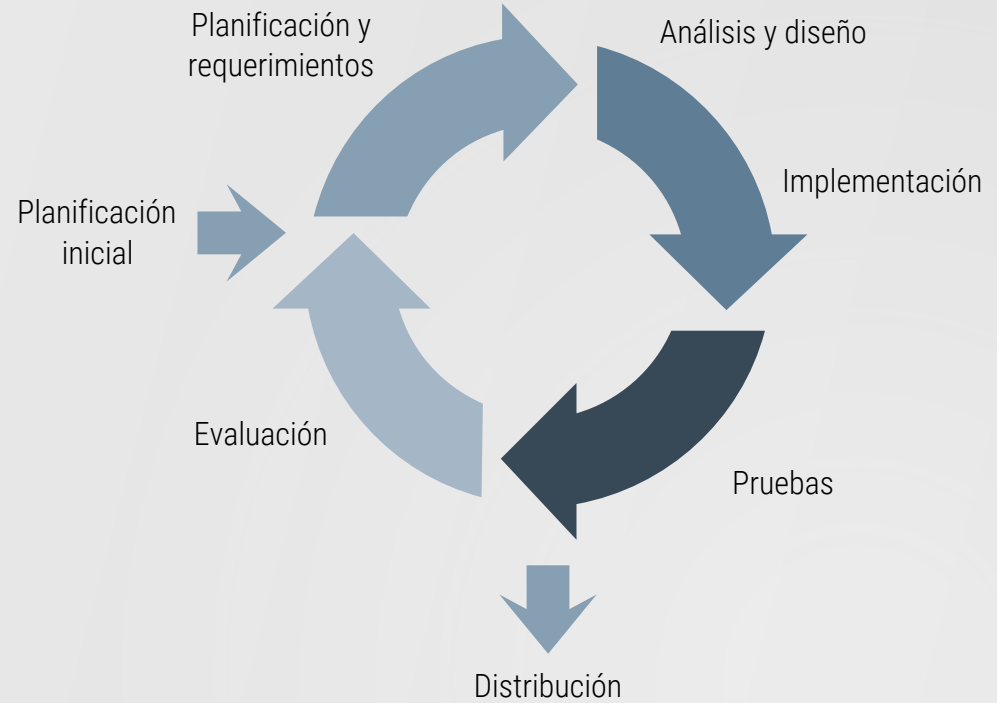 Planificación y
requerimientos
Análisis y diseño
Implementación
Planificación
inicial
Evaluación
Pruebas
Distribución